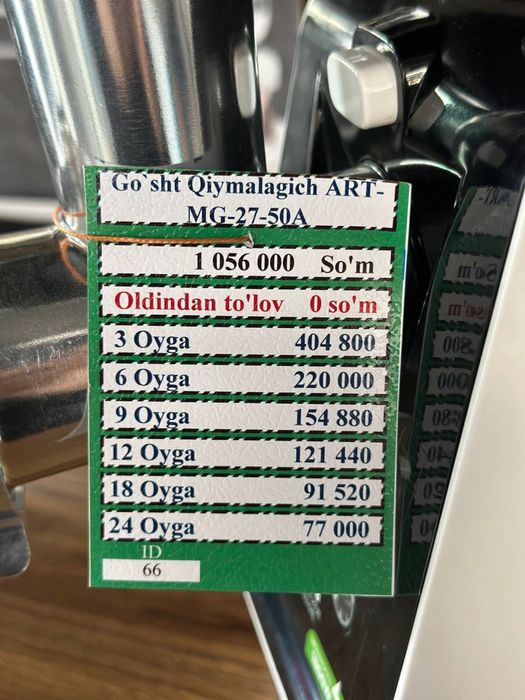 Go`sht Qiymalagich ART-
MG-27-50A
1 056 000 So'm
Oldindan to'lov 0 so'm
3 Oyga 404 800
6 Oyga 220 000
9 Oyga 154 880
12 Oyga 121 440
18 Oyga 91 520
24 Oyga 77 000
ID
66